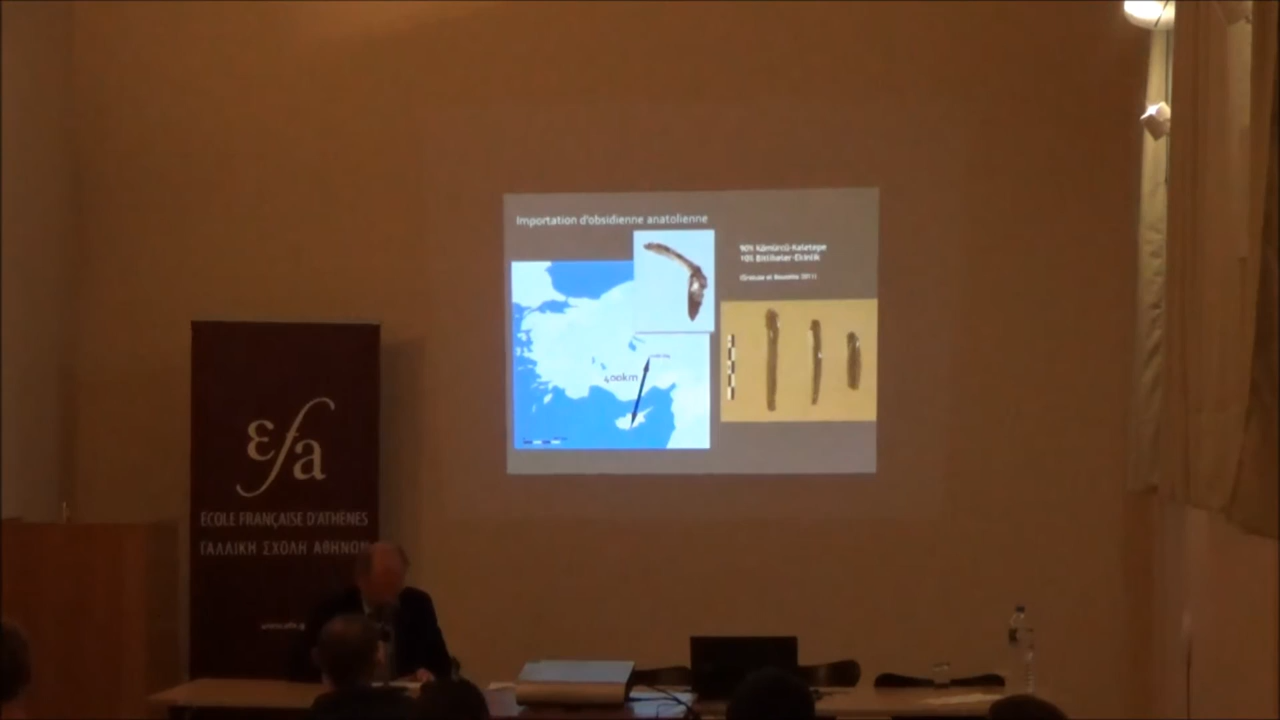 Importation d'obsidienne anatolienne
90% Kömürcü-Kaletepe
10% Bitlikeler-Ekinlik
400km
εfa
ECOLE FRANÇAISE D'ATHÈNES
ΓΑΛΛΙΚΗ ΣΧΟΛΗ ΑΘΗΝΩΝ